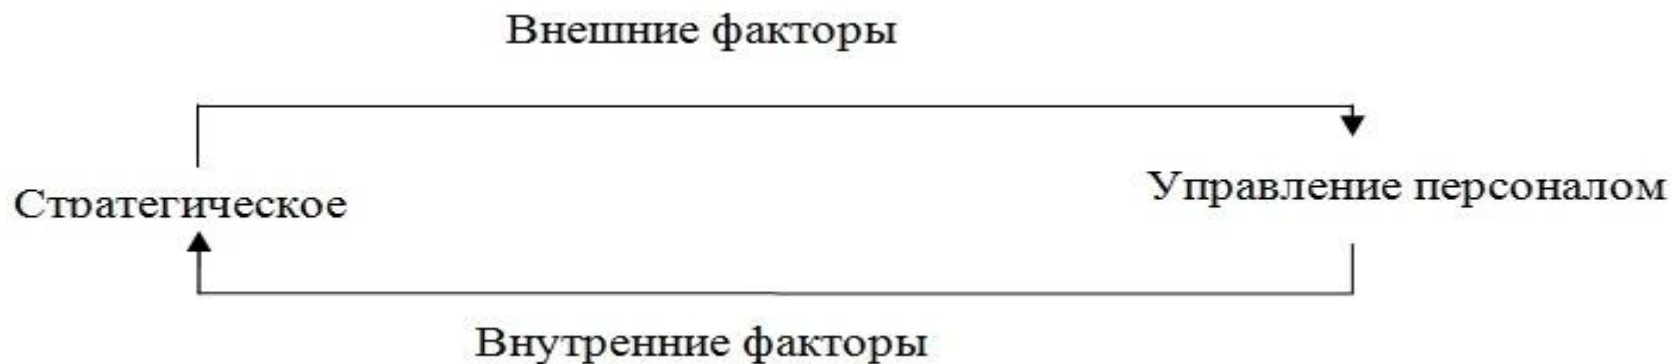 Внешние факторы
Управление персоналом
Стратегическое
Внутренние факторы